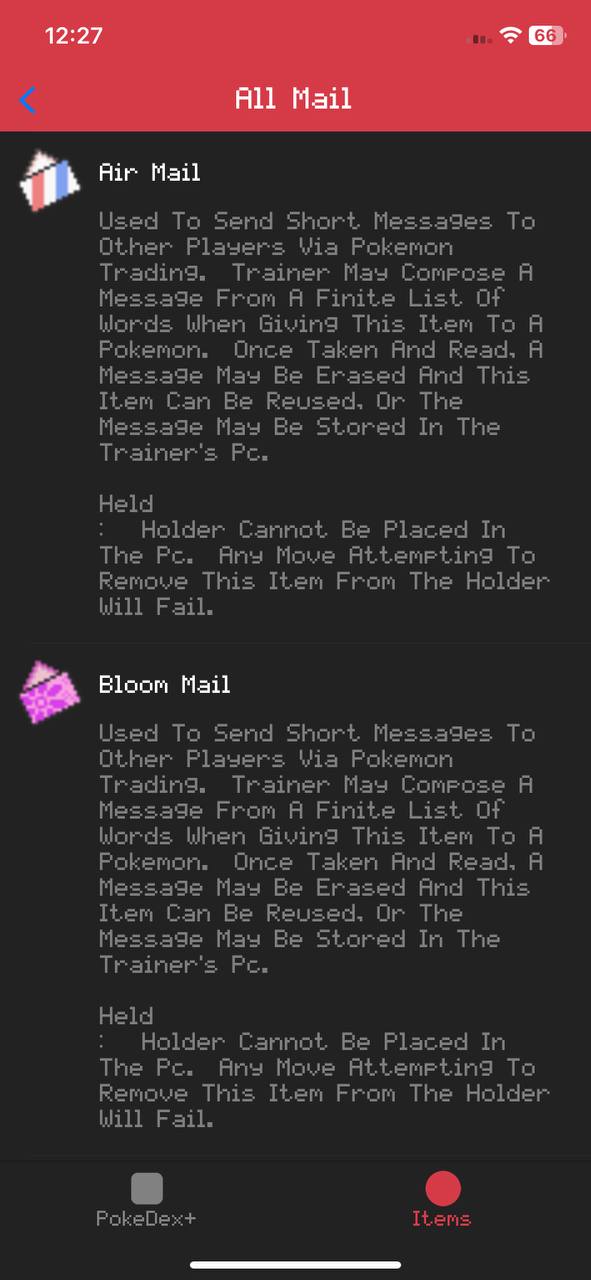 12:27
66
All Mail
Air Mail
Used To Send Short Messages To
Other Players Via Pokemon
Trading.  Trainer May Compose A
Message From A Finite List Of
Words When Giving This Item To A
Pokemon.  Once Taken And Read, A
Message May Be Erased And This
Item Can Be Reused, Or The
Message May Be Stored In The
Trainer's Pc.
Held
:   Holder Cannot Be Placed In
The Pc.  Any Move Attempting To
Remove This Item From The Holder
Will Fail.
Bloom Mail
Used To Send Short Messages To
Other Players Via Pokemon
Trading.  Trainer May Compose A
Message From A Finite List Of
Words When Giving This Item To A
Pokemon.  Once Taken And Read, A
Message May Be Erased And This
Item Can Be Reused, Or The
Message May Be Stored In The
Trainer's Pc.
Held
:   Holder Cannot Be Placed In
The Pc.  Any Move Attempting To
Remove This Item From The Holder
Will Fail.
PokeDex+
Items